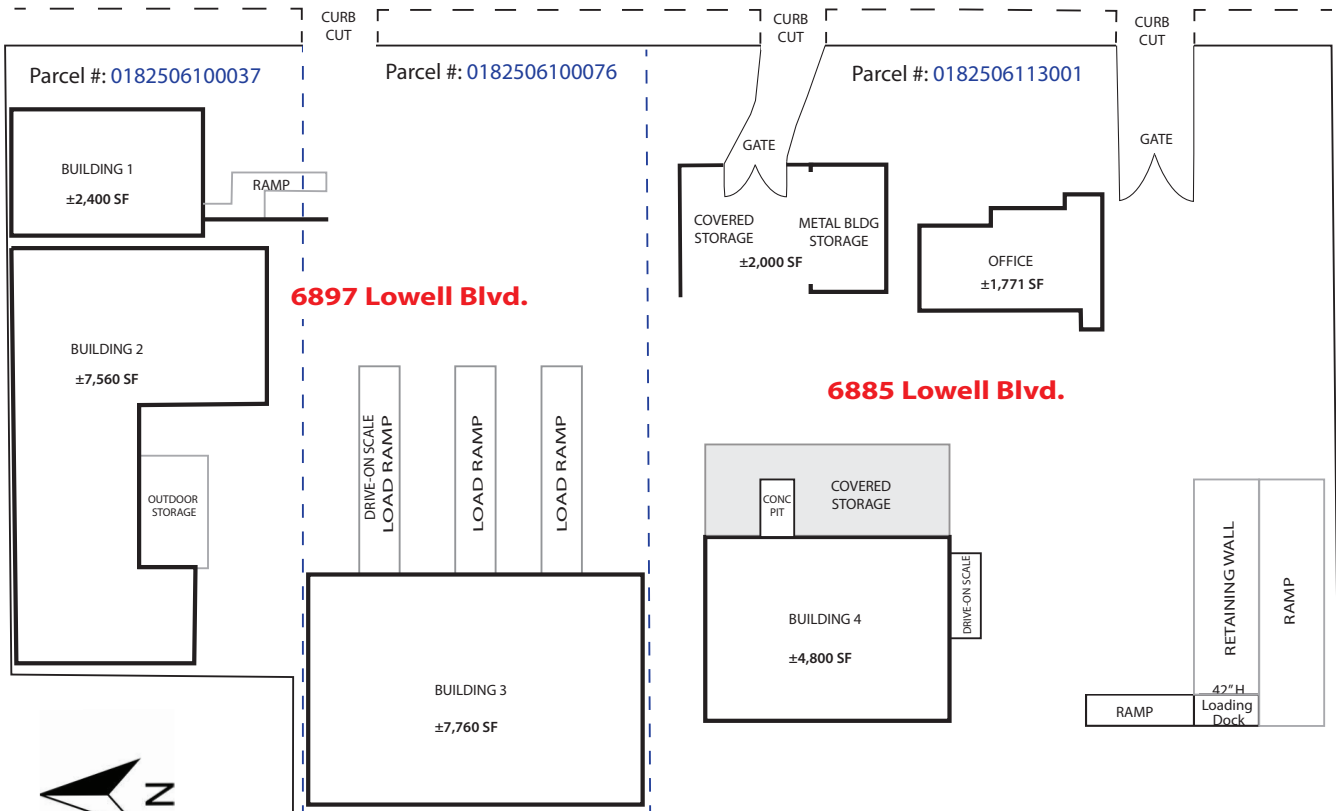 CURB
CUT
CURB
CUT
CURB
CUT
Parcel #: 0182506100037
Parcel #: 0182506100076
Parcel #: 0182506113001
BUILDING 1
±2,400 SF
RAMP
GATE
GATE
COVERED
STORAGE
METAL BLDG
STORAGE
±2,000 SF
OFFICE
±1,771 SF
6897 Lowell Blvd.
BUILDING 2
±7,560 SF
6885 Lowell Blvd.
DRIVE-ON SCALE
LOAD RAMP
LOAD RAMP
LOAD RAMP
OUTDOOR
STORAGE
CONC
PIT
COVERED
STORAGE
BUILDING 4
±4,800 SF
DRIVE-ON SCALE
RETAINING WALL
RAMP
BUILDING 3
±7,760 SF
RAMP
42"H
Loading
Dock
N